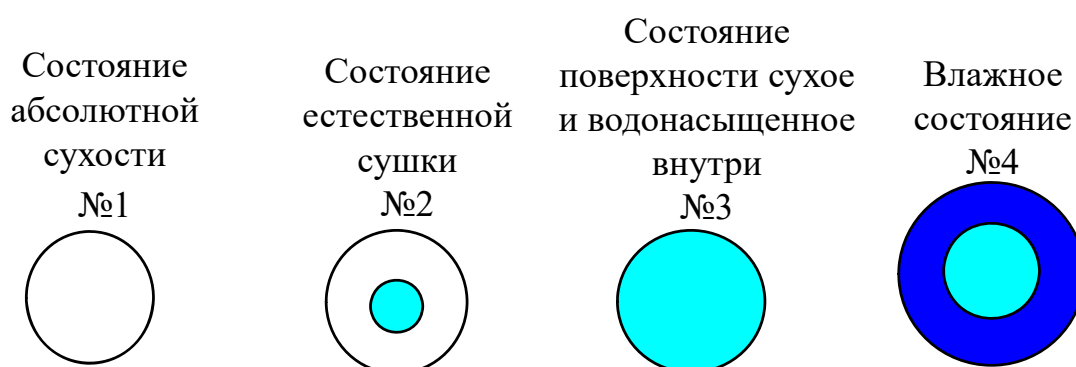 Состояние
абсолютной
сухости
№1
Состояние
естественной
сушки
№2
Состояние
поверхности сухое
и водонасыщенное
внутри
№3
Влажное
состояние
№4